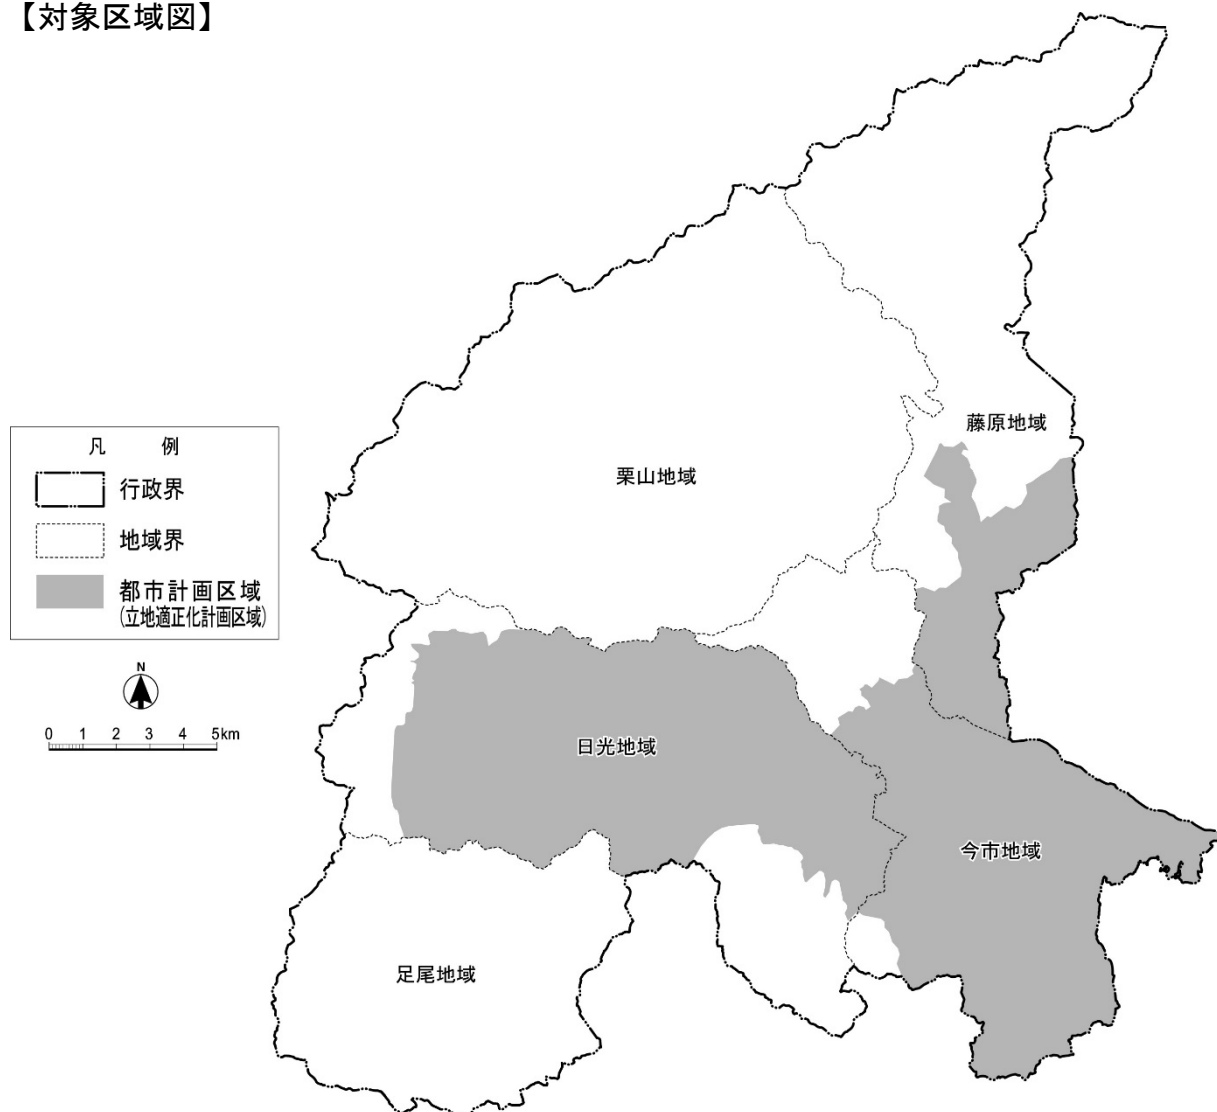 【対象区域図】
藤原地域
栗山地域
凡　例
行政界
地域界
都市計画区域
(立地適正化計画区域)
N
0 1 2 3 4 5km
日光地域
今市地域
足尾地域